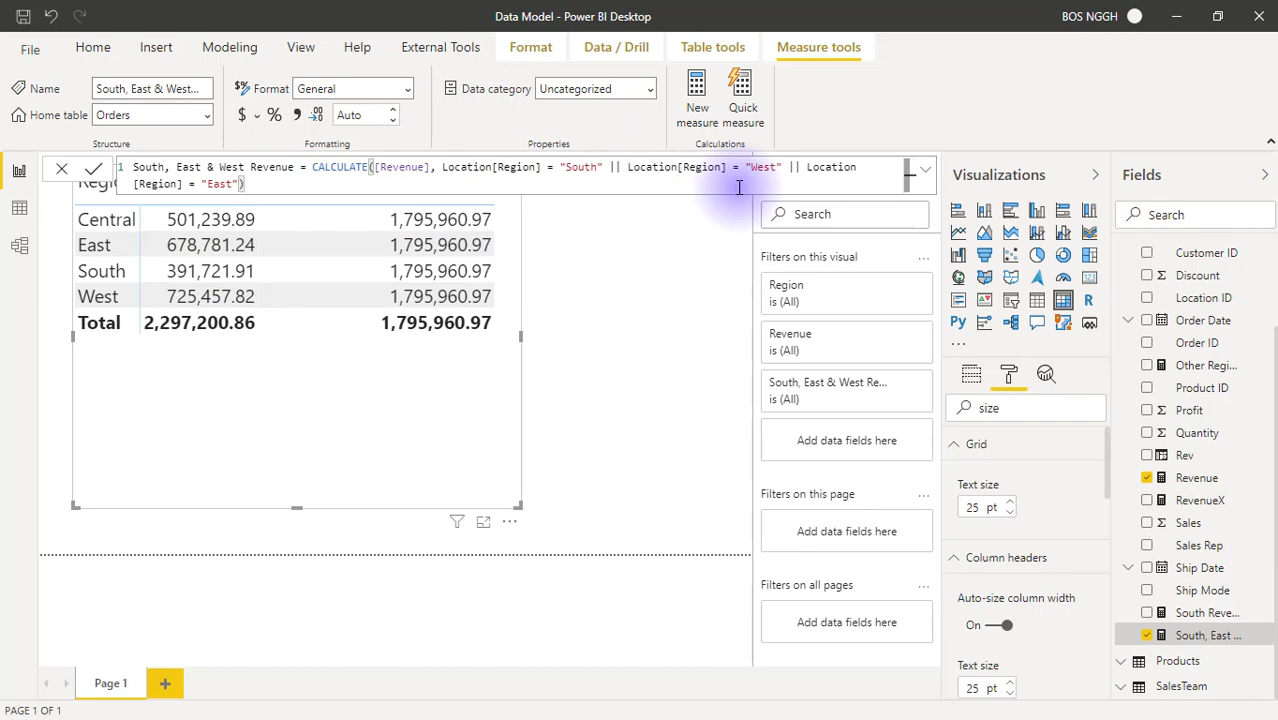 Data Model - Power BI Desktop
BOS NGGH
File
Home
Insert
Modeling
View
Help
External Tools
Format
Data / Drill
Table tools
Measure tools
Name
South, East & West...
Format
General
Data category
Uncategorized
New
measure
Quick
measure
Home table
Orders
$
%
Auto
Structure
Formatting
Properties
Calculations
1 South, East & West Revenue = CALCULATE([Revenue], Location[Region] = "South" || Location[Region] = "West" || Location
[Region] = "East")
Central 501,239.89 1,795,960.97
East 678,781.24 1,795,960.97
South 391,721.91 1,795,960.97
West 725,457.82 1,795,960.97
Total 2,297,200.86 1,795,960.97
Search
Filters on this visual
...
Region
is (All)
Revenue
is (All)
South, East & West Re...
is (All)
Add data fields here
Filters on this page
...
Add data fields here
Filters on all pages
...
Add data fields here
Visualizations
R
Py
...
size
Grid
Text size
25 pt
Column headers
Auto-size column width
On
Text size
25 pt
Fields
Search
Customer ID
Discount
Location ID
Order Date
Order ID
Other Regi...
Product ID
Profit
Quantity
Rev
Revenue
RevenueX
Sales
Sales Rep
Ship Date
Ship Mode
South Reve...
South, East ...
Products
SalesTeam
Page 1
PAGE 1 OF 1